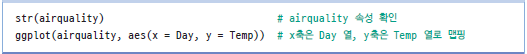 str(airquality) # airquality 속성 확인
ggplot(airquality, aes(x = Day, y = Temp)) # x축은 Day 열, y축은 Temp 열로 맵핑